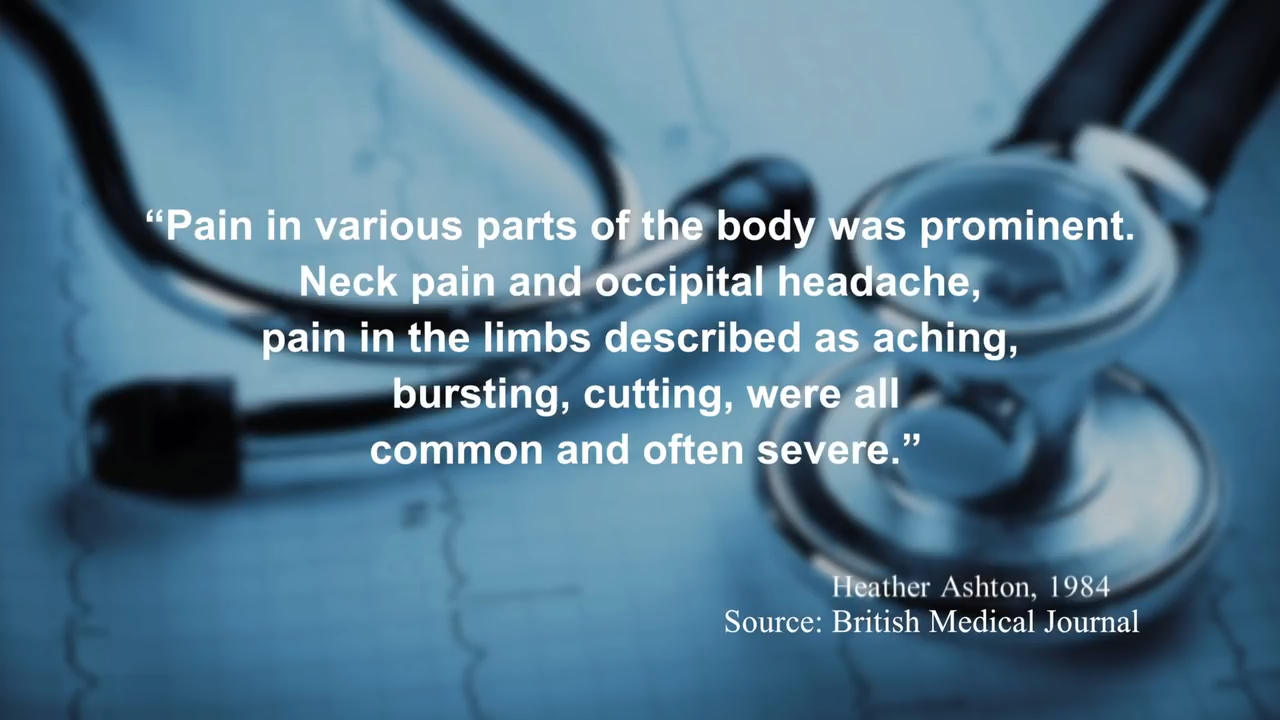 “Pain in various parts of the body was prominent.
Neck pain and occipital headache,
pain in the limbs described as aching,
bursting, cutting, were all
common and often severe.”
Heather Ashton, 1984
Source: British Medical Journal